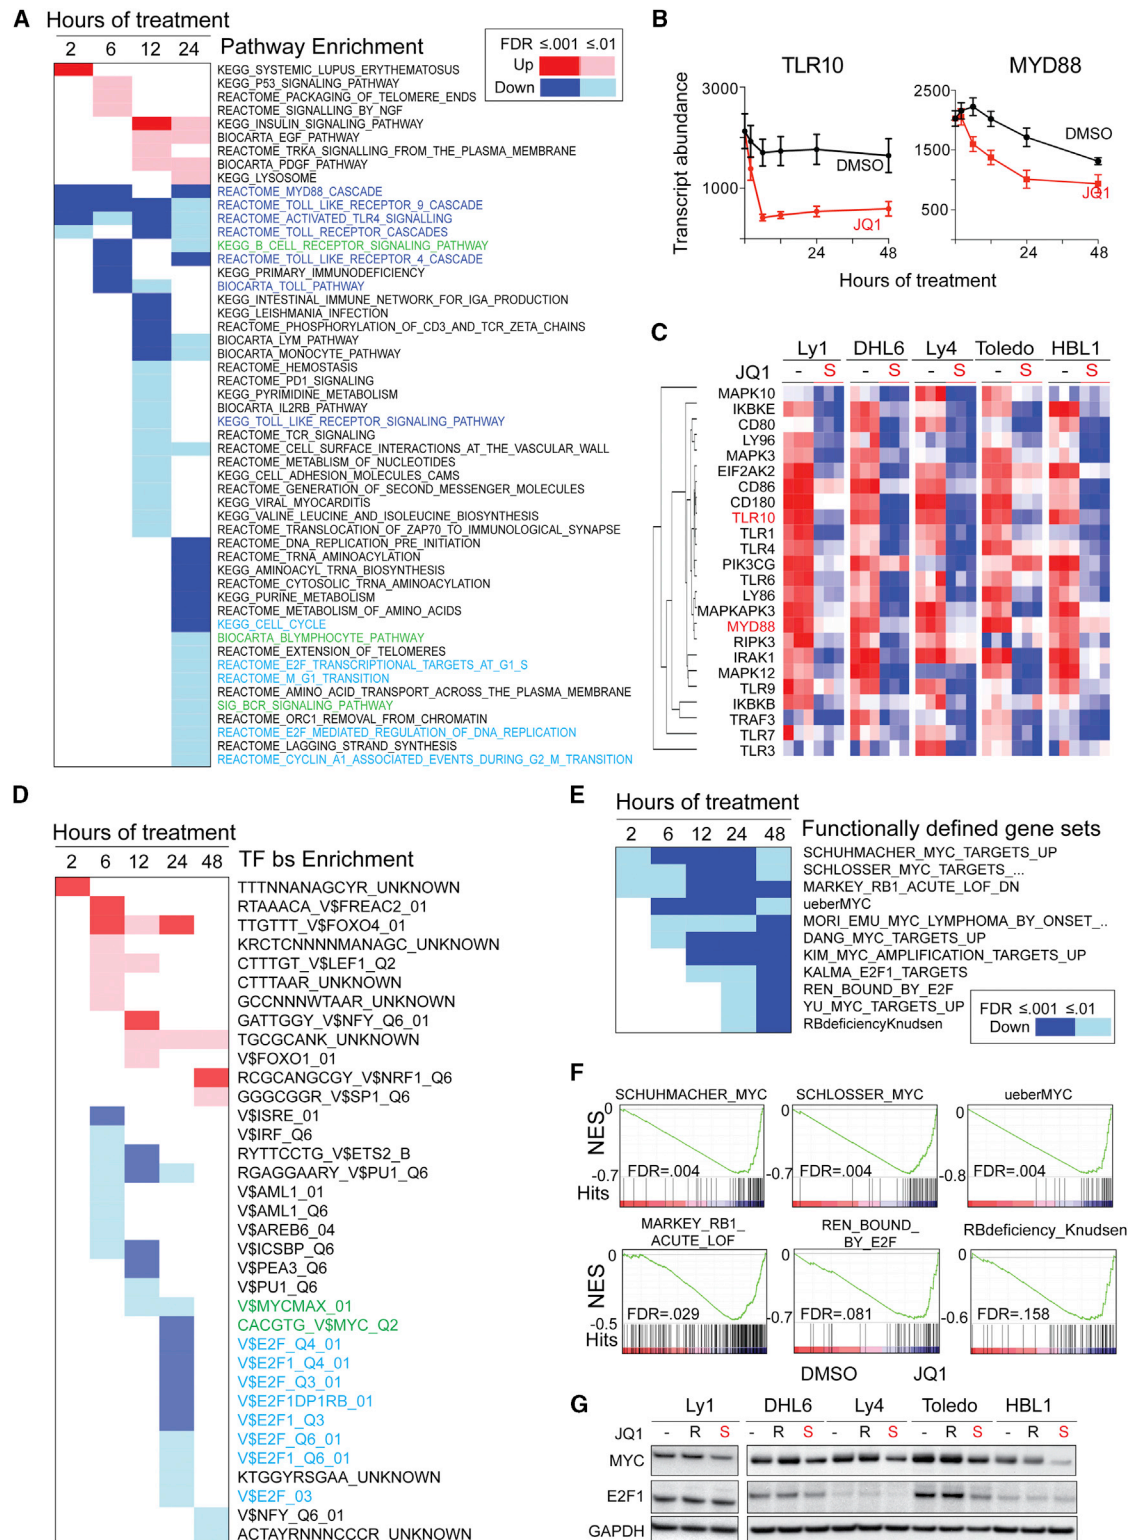 A
Hours of treatment
2 6 12 24
Pathway Enrichment
FDR ≤.001 ≤.01
Up
Down
KEGG_SYSTEMIC_LUPUS_ERYTHEMATOSUS
KEGG_P53_SIGNALING_PATHWAY
REACTOME_PACKAGING_OF_TELOMERE_ENDS
REACTOME_SIGNALLING_BY_NGF
KEGG_INSULIN_SIGNALING_PATHWAY
BIOCARTA_EGF_PATHWAY
REACTOME_TRKA_SIGNALLING_FROM_THE_PLASMA_MEMBRANE
BIOCARTA_PDGF_PATHWAY
KEGG_LYSOSOME
REACTOME_MYD88_CASCADE
REACTOME_TOLL_LIKE_RECEPTOR_9_CASCADE
REACTOME_ACTIVATED_TLR4_SIGNALLING
REACTOME_TOLL_RECEPTOR_CASCADES
KEGG_B_CELL_RECEPTOR_SIGNALING_PATHWAY
REACTOME_TOLL_LIKE_RECEPTOR_4_CASCADE
KEGG_PRIMARY_IMMUNODEFICIENCY
BIOCARTA_TOLL_PATHWAY
KEGG_INTESTINAL_IMMUNE_NETWORK_FOR_IGA_PRODUCTION
KEGG_LEISHMANIA_INFECTION
REACTOME_PHOSPHORYLATION_OF_CD3_AND_TCR_ZETA_CHAINS
BIOCARTA_LYM_PATHWAY
BIOCARTA_MONOCYTE_PATHWAY
REACTOME_HEMOSTASIS
REACTOME_PD1_SIGNALING
KEGG_PYRIMIDINE_METABOLISM
BIOCARTA_IL2RB_PATHWAY
KEGG_TOLL_LIKE_RECEPTOR_SIGNALING_PATHWAY
REACTOME_TCR_SIGNALING
REACTOME_CELL_SURFACE_INTERACTIONS_AT_THE_VASCULAR_WALL
REACTOME_METABLISM_OF_NUCLEOTIDES
KEGG_CELL_ADHESION_MOLECULES_CAMS
REACTOME_GENERATION_OF_SECOND_MESSENGER_MOLECULES
KEGG_VIRAL_MYOCARDITIS
KEGG_VALINE_LEUCINE_AND_ISOLEUCINE_BIOSYNTHESIS
REACTOME_TRANSLOCATION_OF_ZAP70_TO_IMMUNOLOGICAL_SYNAPSE
REACTOME_DNA_REPLICATION_PRE_INITIATION
REACTOME_TRNA_AMINOACYLATION
KEGG_AMINOACYL_TRNA_BIOSYNTHESIS
REACTOME_CYTOSOLIC_TRNA_AMINOACYLATION
KEGG_PURINE_METABOLISM
REACTOME_METABOLISM_OF_AMINO_ACIDS
KEGG_CELL_CYCLE
BIOCARTA_BLYMPHOCYTE_PATHWAY
REACTOME_EXTENSION_OF_TELOMERES
REACTOME_E2F_TRANSCRIPTIONAL_TARGETS_AT_G1_S
REACTOME_M_G1_TRANSITION
REACTOME_AMINO_ACID_TRANSPORT_ACROSS_THE_PLASMA_MEMBRANE
SIG_BCR_SIGNALING_PATHWAY
REACTOME_ORC1_REMOVAL_FROM_CHROMATIN
REACTOME_E2F_MEDIATED_REGULATION_OF_DNA_REPLICATION
REACTOME_LAGGING_STRAND_SYNTHESIS
REACTOME_CYCLIN_A1_ASSOCIATED_EVENTS_DURING_G2_M_TRANSITION
B
TLR10
MYD88
Transcript abundance
3000
1000
DMSO
JQ1
24 48
2500
1500
500
DMSO
JQ1
24 48
Hours of treatment
C
Ly1 DHL6 Ly4 Toledo HBL1
JQ1 - S - S - S - S - S
MAPK10
IKBKE
CD80
LY96
MAPK3
EIF2AK2
CD86
CD180
TLR10
TLR1
TLR4
PIK3CG
TLR6
LY86
MAPKAPK3
MYD88
RIPK3
IRAK1
MAPK12
TLR9
IKBKB
TRAF3
TLR7
TLR3
D
Hours of treatment
2 6 12 24 48
TF bs Enrichment
TTTNNANAGCYR_UNKNOWN
RTAAACA_V$FREAC2_01
TTGTTT_V$FOXO4_01
KRCTCNNNNMANAGC_UNKNOWN
CTTTGT_V$LEF1_Q2
CTTTAAR_UNKNOWN
GCCNNNWTAAR_UNKNOWN
GATTGGY_V$NFY_Q6_01
TGCGCANK_UNKNOWN
V$FOXO1_01
RCGCANGCGY_V$NRF1_Q6
GGGCGGR_V$SP1_Q6
V$ISRE_01
V$IRF_Q6
RYTTCCTG_V$ETS2_B
RGAGGAARY_V$PU1_Q6
V$AML1_01
V$AML1_Q6
V$AREB6_04
V$ICSBP_Q6
V$PEA3_Q6
V$PU1_Q6
V$MYCMAX_01
CACGTG_V$MYC_Q2
V$E2F_Q4_01
V$E2F1_Q4_01
V$E2F_Q3_01
V$E2F1DP1RB_01
V$E2F1_Q3
V$E2F_Q6_01
V$E2F1_Q6_01
KTGGYRSGAA_UNKNOWN
V$E2F_03
V$NFY_Q6_01
ACTAYRNNNCCCR_UNKNOWN
E
Hours of treatment
2 6 12 24 48
Functionally defined gene sets
SCHUHMACHER_MYC_TARGETS_UP
SCHLOSSER_MYC_TARGETS_...
MARKEY_RB1_ACUTE_LOF_DN
ueberMYC
MORI_EMU_MYC_LYMPHOMA_BY_ONSET_..
DANG_MYC_TARGETS_UP
KIM_MYC_AMPLIFICATION_TARGETS_UP
KALMA_E2F1_TARGETS
REN_BOUND_BY_E2F
YU_MYC_TARGETS_UP
RBdeficiencyKnudsen
FDR ≤.001 ≤.01
Down
F
SCHUHMACHER_MYC
SCHLOSSER_MYC
ueberMYC
NES
0
-0.7
FDR=.004
0
-0.7
FDR=.004
0
-0.8
FDR=.004
Hits
MARKEY_RB1_
ACUTE_LOF
REN_BOUND_
BY_E2F
RBdeficiency_Knudsen
NES
0
-0.5
FDR=.029
0
-0.7
FDR=.081
0
-0.6
FDR=.158
Hits
DMSO JQ1
G
Ly1 DHL6 Ly4 Toledo HBL1
JQ1 - R S - R S - R S - R S - R S
MYC
E2F1
GAPDH